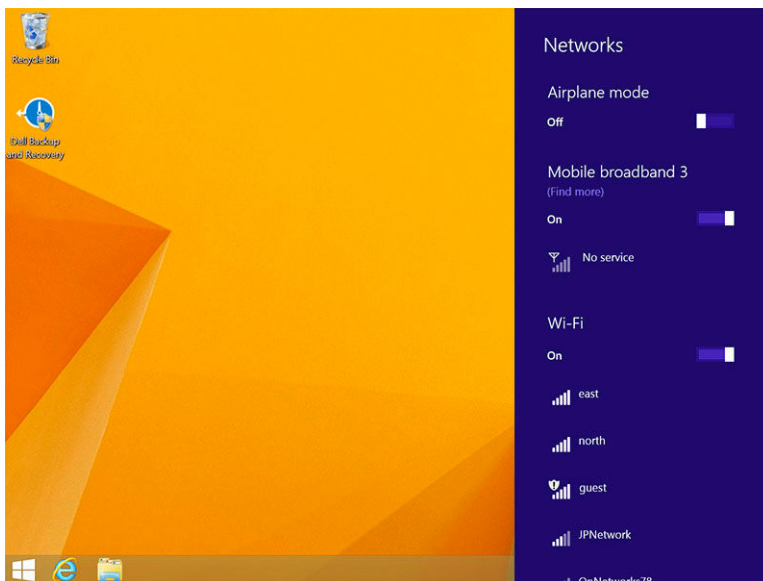 Recycle Bin
Dell Backup
and Recovery
Networks
Airplane mode
Off
Mobile broadband 3
(Find more)
On
No service
Wi-Fi
On
east
north
guest
JPNetwork
OnNetworks78